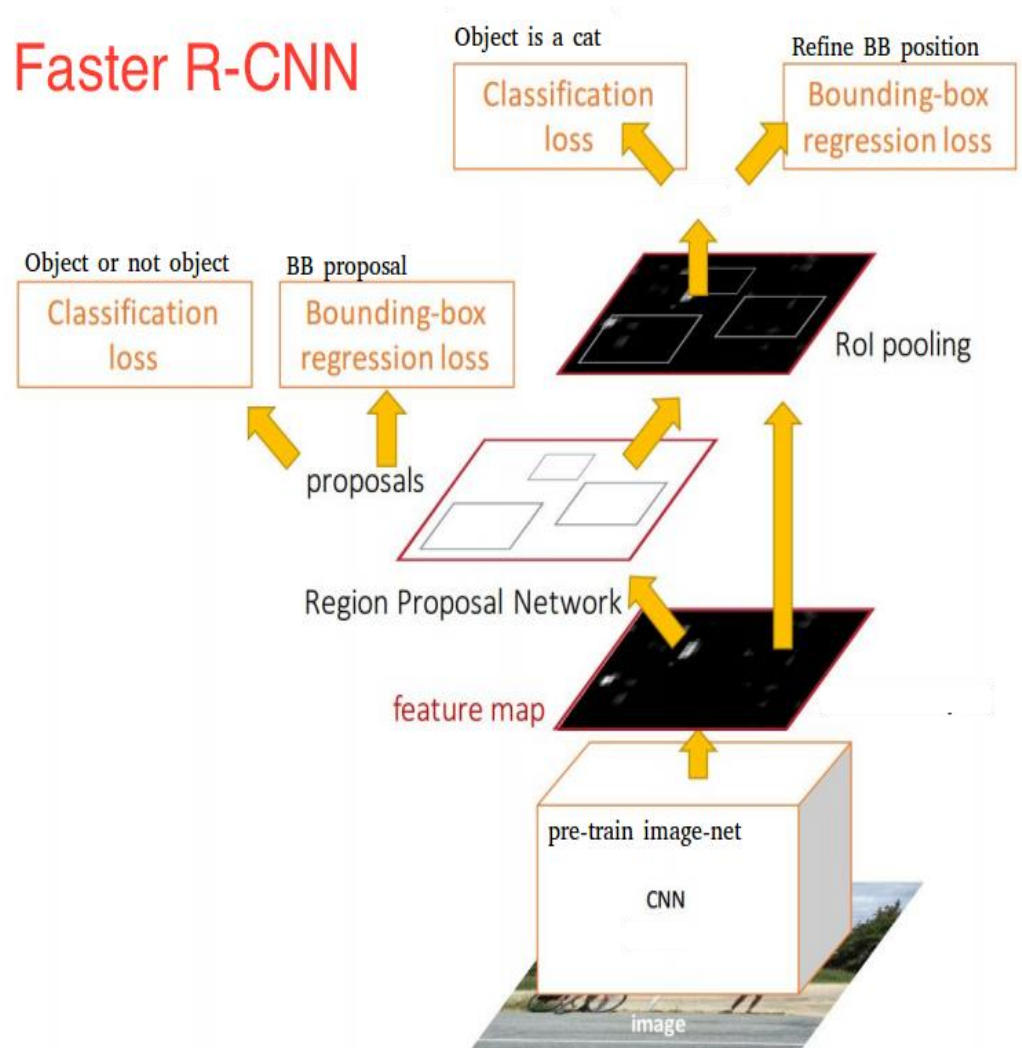 Faster R-CNN
Object is a cat
Classification
loss
Refine BB position
Bounding-box
regression loss
Object or not object
Classification
loss
BB proposal
Bounding-box
regression loss
RoI pooling
proposals
Region Proposal Network
feature map
pre-train image-net
CNN
image